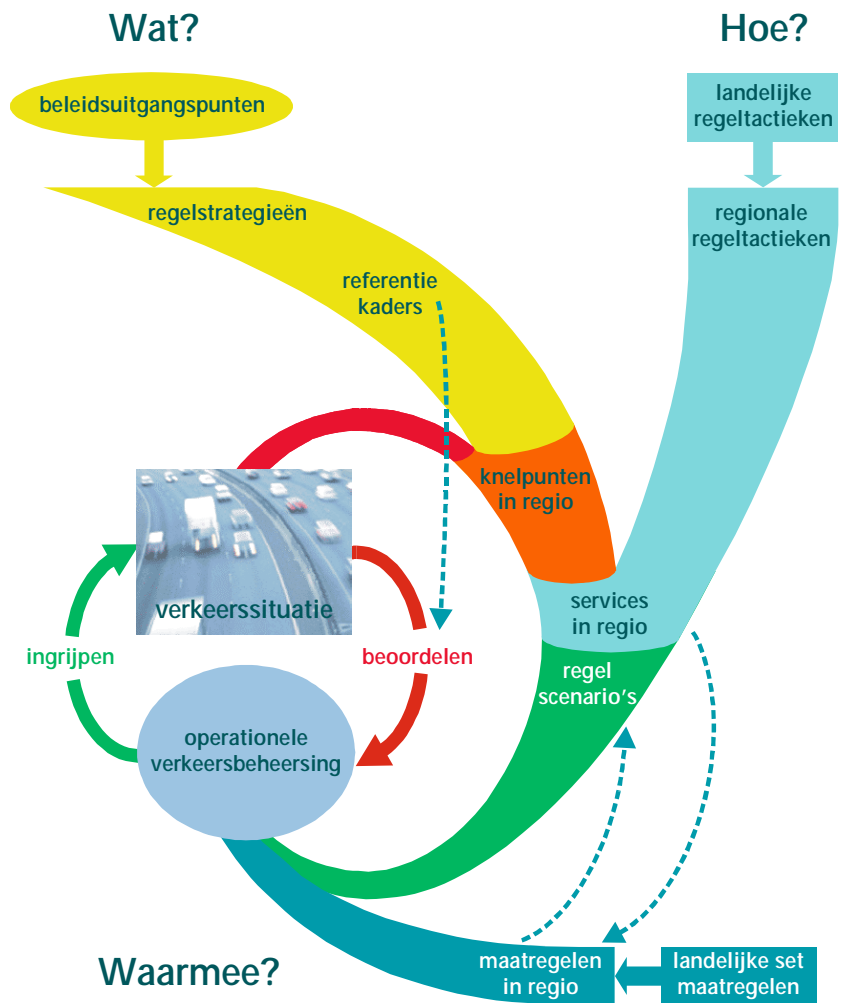 Wat?
Hoe?
beleidsuitgangspunten
landelijke
regeltactieken
regelstrategieën
regionale
regeltactieken
referentie
kaders
knelpunten
in regio
verkeerssituatie
services
in regio
ingrijpen
beoordelen
regel
scenario's
operationele
verkeersbeheersing
Waarmee?
maatregelen
in regio
landelijke set
maatregelen